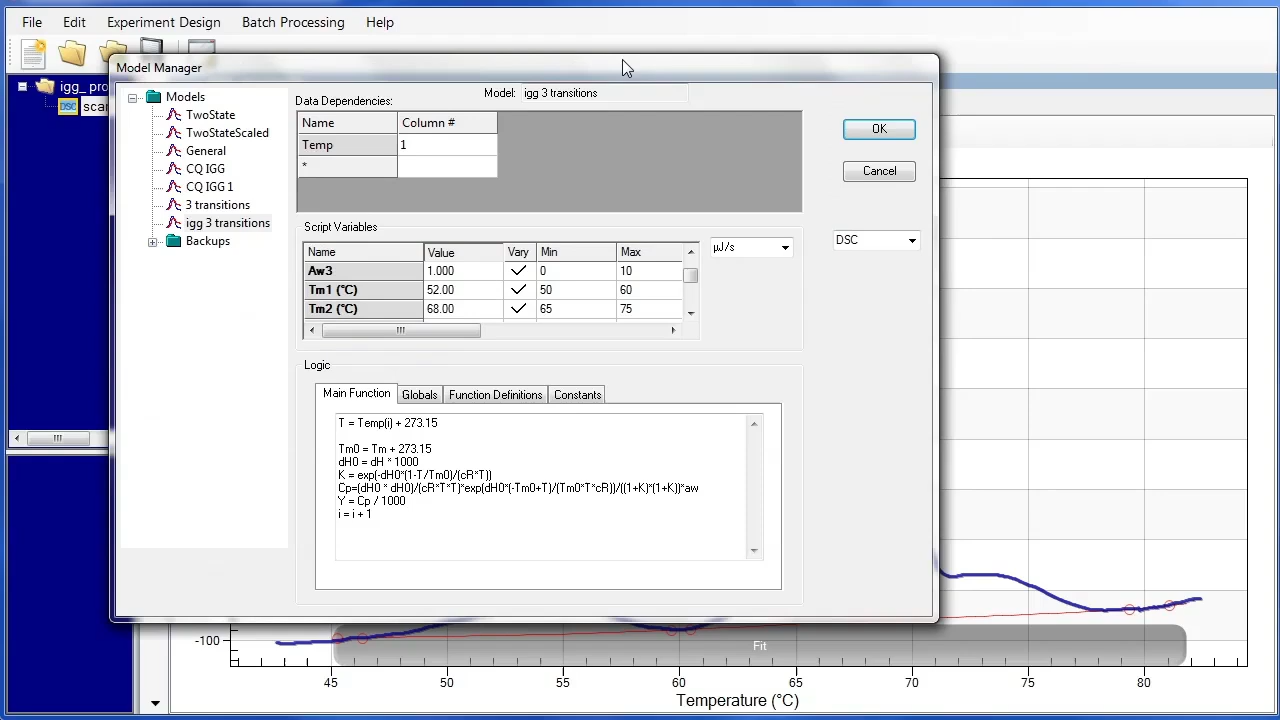 File Edit Experiment Design Batch Processing Help
Model Manager
igg_ pro
scar
DSC
Models
TwoState
TwoStateScaled
General
CQ IGG
CQ IGG 1
3 transitions
igg 3 transitions
Backups
Model: igg 3 transitions
Data Dependencies:
Name Column #
Temp 1
*
OK
Cancel
Script Variables
Name Value Vary Min Max
Aw3 1.000 0 10
Tm1 (°C) 52.00 50 60
Tm2 (°C) 68.00 65 75
µJ/s
DSC
Logic
Main Function Globals Function Definitions Constants
T = Temp(i) + 273.15
Tm0 = Tm + 273.15
dH0 = dH * 1000
K = exp(-dH0*(1-T/Tm0)/(cR*T))
Cp=(dH0 * dH0)/(cR*T*T)*exp(dH0*(-Tm0+T)/(Tm0*T*cR))/((1+K)*(1+K))*aw
Y = Cp / 1000
i = i + 1
-100
Fit
45 50 55 60 65 70 75 80
Temperature (°C)